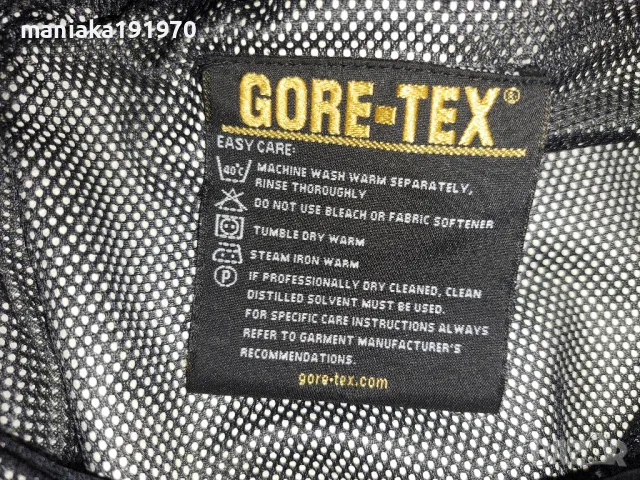 maniaka191970
GORE-TEX®
EASY CARE:
40°C MACHINE WASH WARM SEPARATELY,
RINSE THOROUGHLY
DO NOT USE BLEACH OR FABRIC SOFTENER
TUMBLE DRY WARM
STEAM IRON WARM
P IF PROFESSIONALLY DRY CLEANED, CLEAN
DISTILLED SOLVENT MUST BE USED.
FOR SPECIFIC CARE INSTRUCTIONS ALWAYS
REFER TO GARMENT MANUFACTURER'S
RECOMMENDATIONS.
gore-tex.com